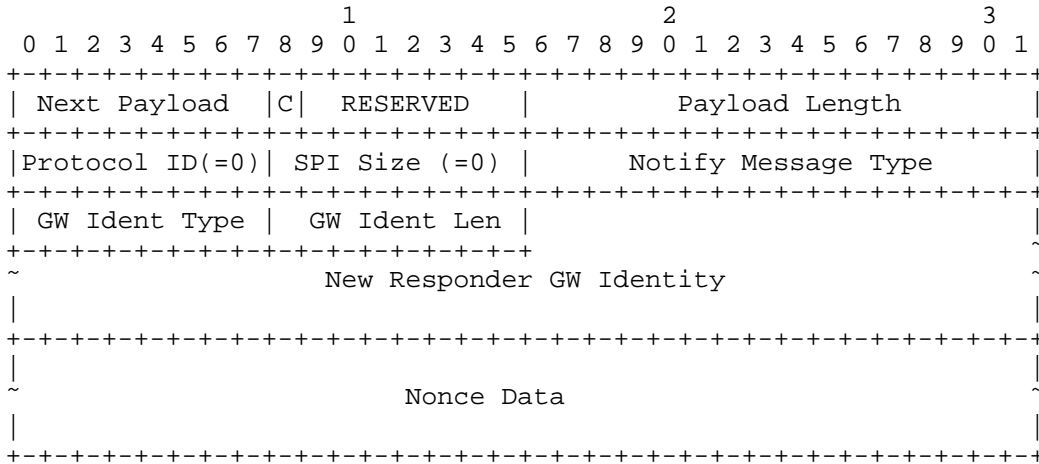 1                   2                   3
 0 1 2 3 4 5 6 7 8 9 0 1 2 3 4 5 6 7 8 9 0 1 2 3 4 5 6 7 8 9 0 1
+-+-+-+-+-+-+-+-+-+-+-+-+-+-+-+-+-+-+-+-+-+-+-+-+-+-+-+-+-+-+-+-+
| Next Payload  |C|  RESERVED   |         Payload Length        |
+-+-+-+-+-+-+-+-+-+-+-+-+-+-+-+-+-+-+-+-+-+-+-+-+-+-+-+-+-+-+-+-+
|Protocol ID(=0)| SPI Size (=0) |      Notify Message Type      |
+-+-+-+-+-+-+-+-+-+-+-+-+-+-+-+-+-+-+-+-+-+-+-+-+-+-+-+-+-+-+-+-+
| GW Ident Type |  GW Ident Len |                               |
+-+-+-+-+-+-+-+-+-+-+-+-+-+-+-+-+                               ~
~                   New Responder GW Identity                   ~
|                                                               |
+-+-+-+-+-+-+-+-+-+-+-+-+-+-+-+-+-+-+-+-+-+-+-+-+-+-+-+-+-+-+-+-+
|                                                               |
~                        Nonce Data                             ~
|                                                               |
+-+-+-+-+-+-+-+-+-+-+-+-+-+-+-+-+-+-+-+-+-+-+-+-+-+-+-+-+-+-+-+-+